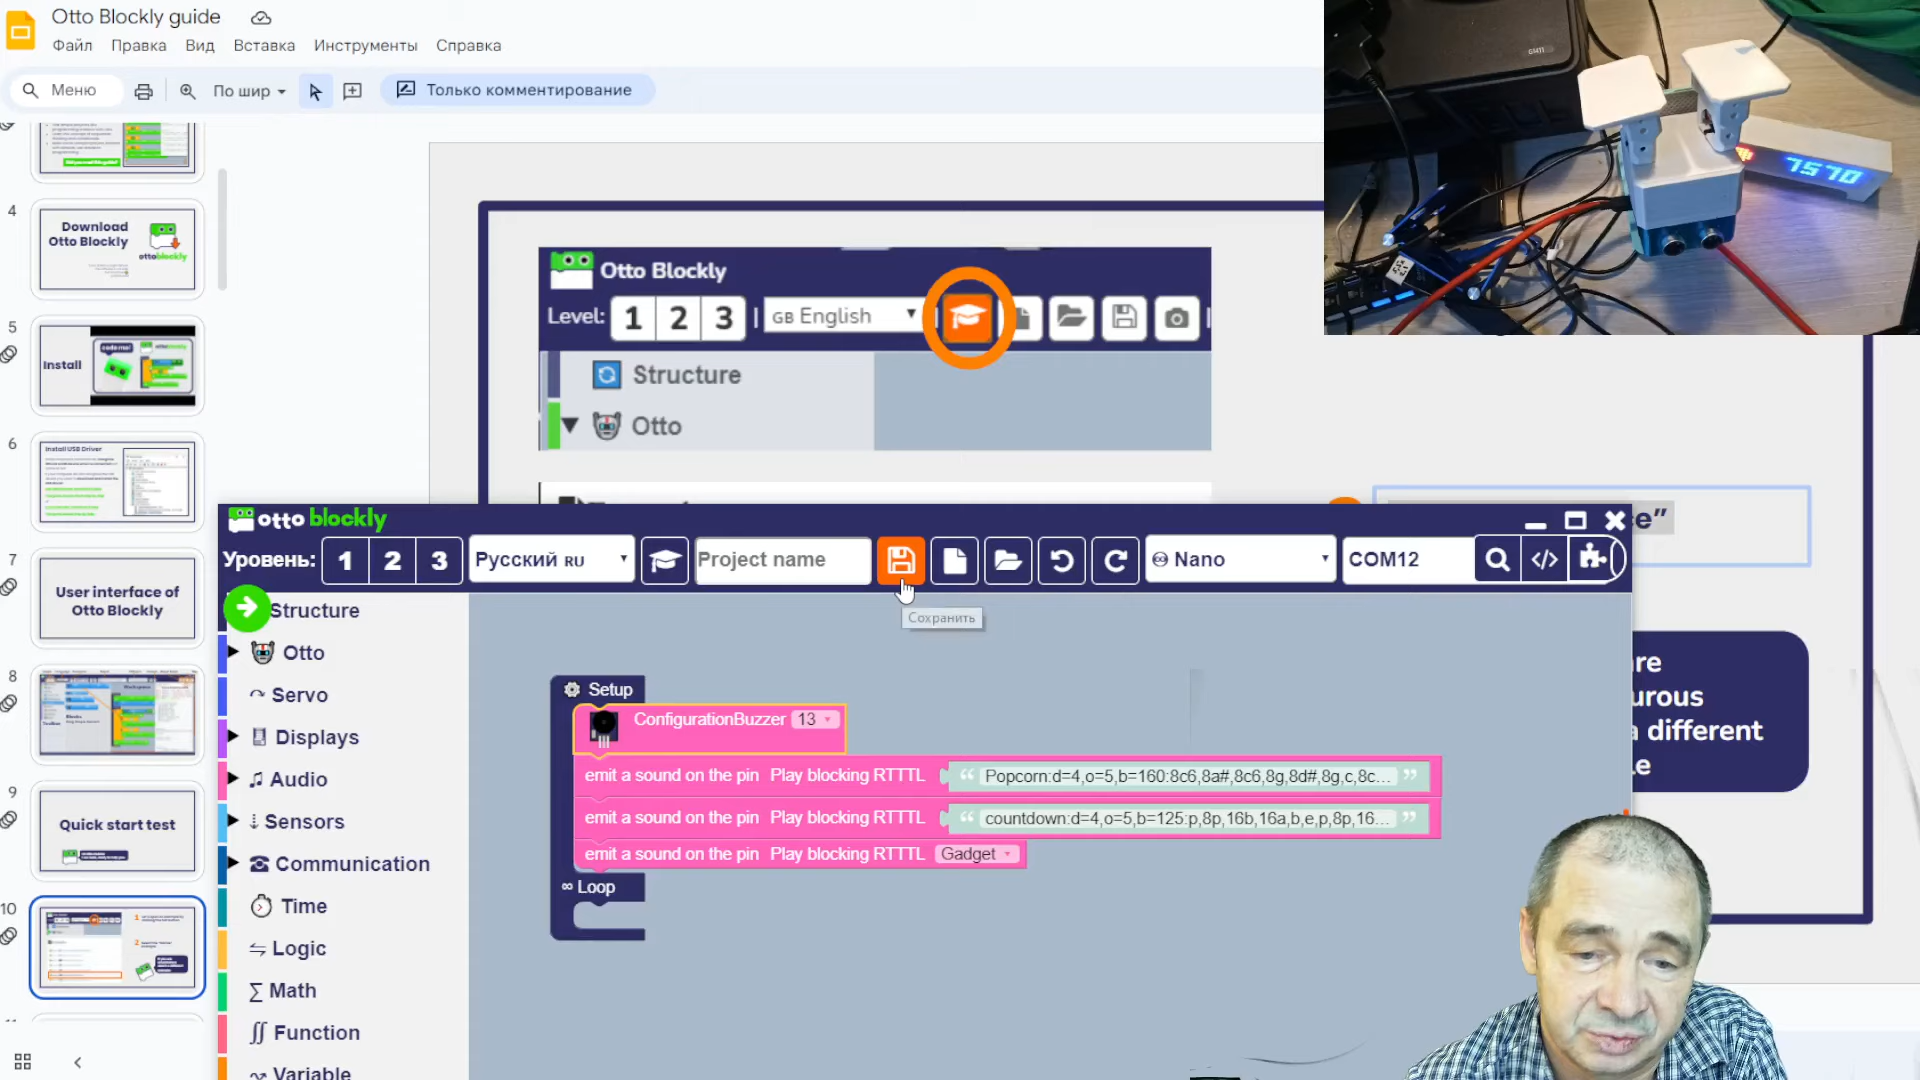 Otto Blockly guide
Файл Правка Вид Вставка Инструменты Справка
Меню По шир Только комментирование
4
Download
Otto Blockly
ottoblockly
5
Install
code me!
6
Install USB Driver
7
User interface of
Otto Blockly
8
9
Quick start test
10
Otto Blockly
Level: 1 2 3 GB English
Structure
Otto
7570
ce”
re
urous
a different
le
otto blockly
Уровень: 1 2 3 Русский RU Project name Nano COM12
Сохранить
Structure
Otto
Servo
Displays
Audio
Sensors
Communication
Time
Logic
Math
Function
Variable
Setup
ConfigurationBuzzer 13
emit a sound on the pin Play blocking RTTTL “ Popcorn:d=4,o=5,b=160:8c6,8a#,8c6,8g,8d#,8g,c,8c... ”
emit a sound on the pin Play blocking RTTTL “ countdown:d=4,o=5,b=125:p,8p,16b,16a,b,e,p,8p,16... ”
emit a sound on the pin Play blocking RTTTL Gadget
∞ Loop